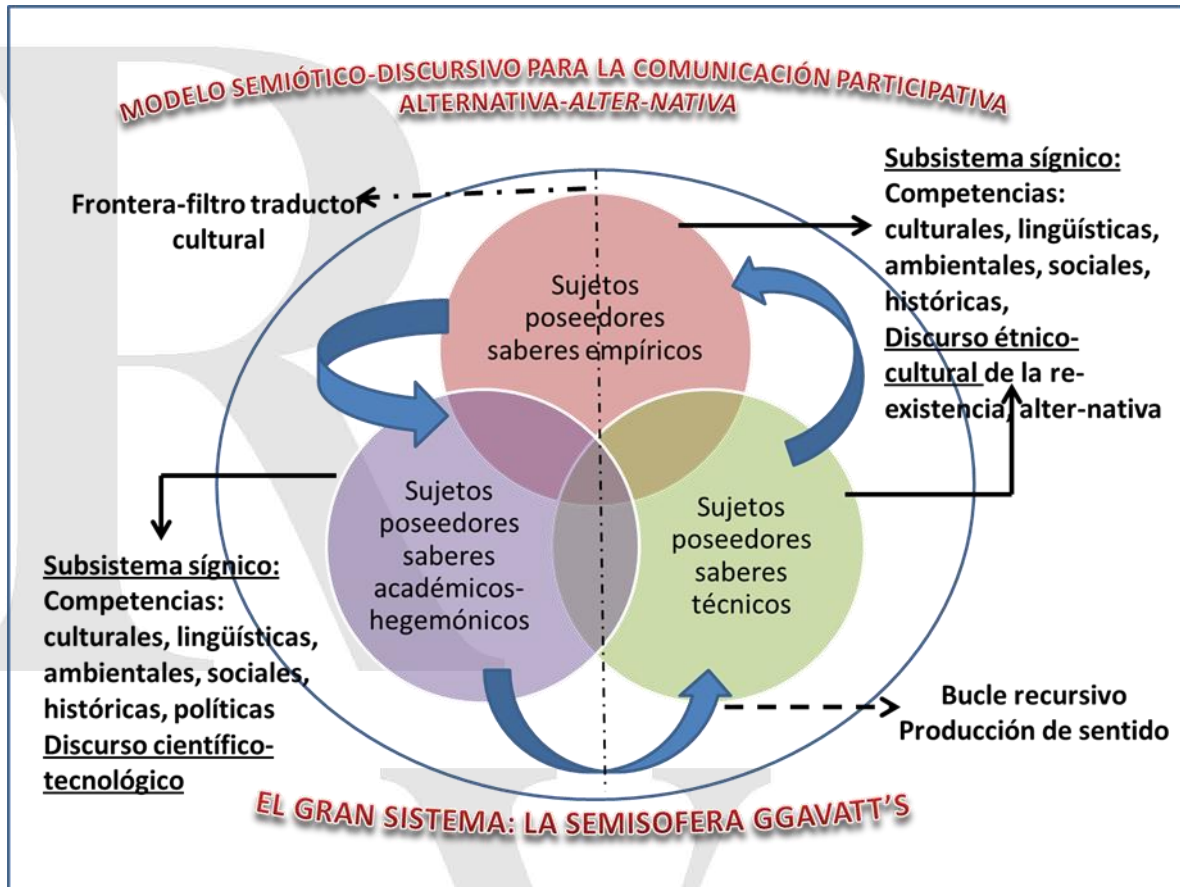 MODELO SEMIÓTICO-DISCURSIVO PARA LA COMUNICACIÓN PARTICIPATIVA
ALTERNATIVA-ALTER-NATIVA
Frontera-filtro traductor
cultural
Subsistema sígnico:
Competencias:
culturales, lingüísticas,
ambientales, sociales,
históricas,
Discurso étnico-
cultural de la re-
existencia, alter-nativa
Sujetos
poseedores
saberes empíricos
Sujetos
poseedores
saberes
académicos-
hegemónicos
Sujetos
poseedores
saberes
técnicos
Subsistema sígnico:
Competencias:
culturales, lingüísticas,
ambientales, sociales,
históricas, políticas
Discurso científico-
tecnológico
Bucle recursivo
Producción de sentido
EL GRAN SISTEMA: LA SEMISOFERA GGAVATT'S